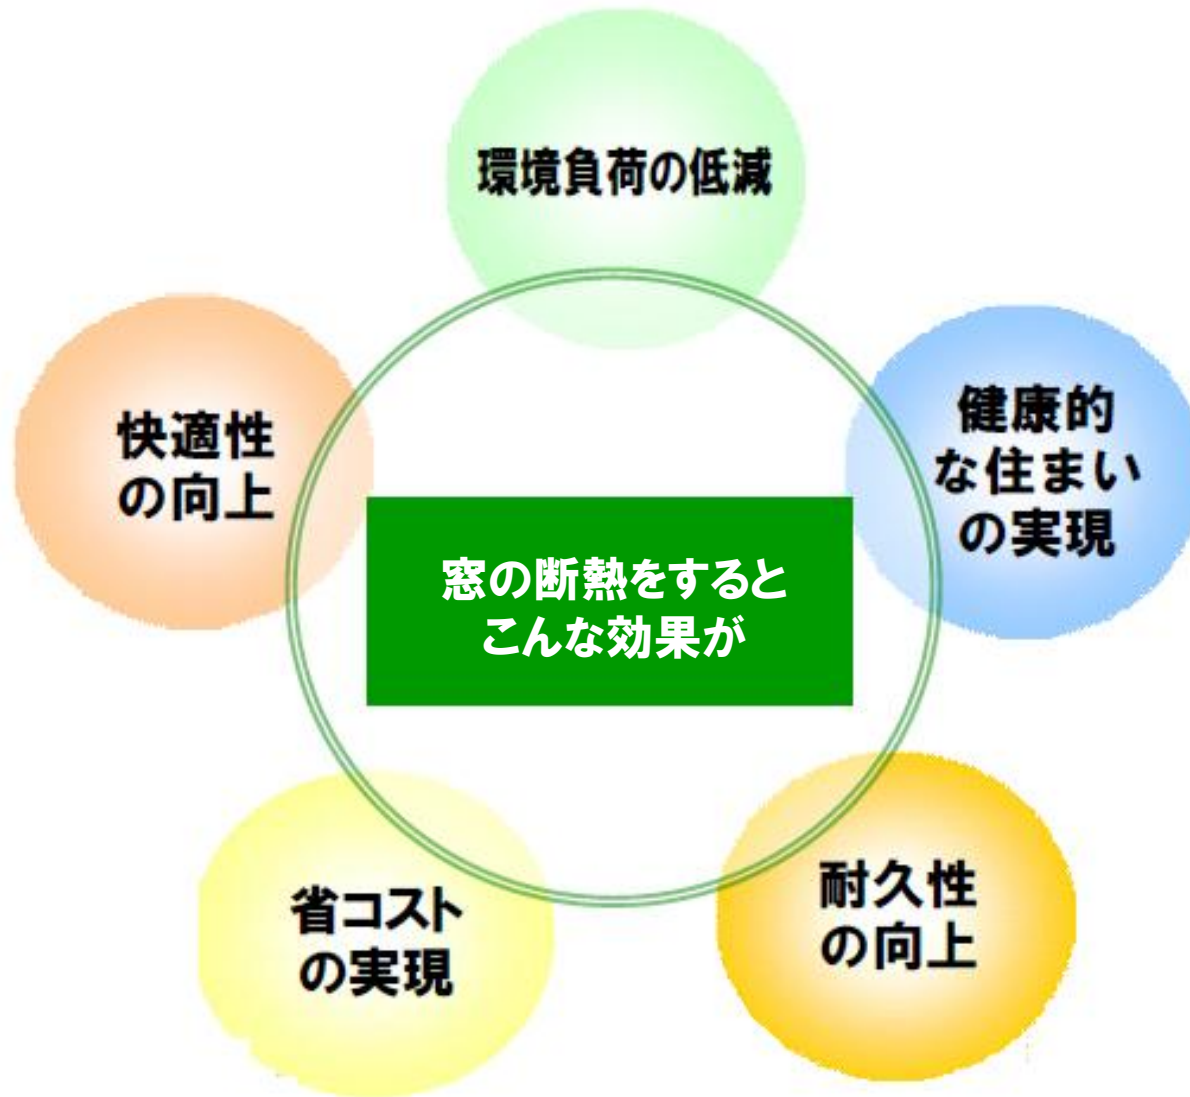 環境負荷の低減
快適性
の向上
健康的
な住まい
の実現
窓の断熱をすると
こんな効果が
省コスト
の実現
耐久性
の向上